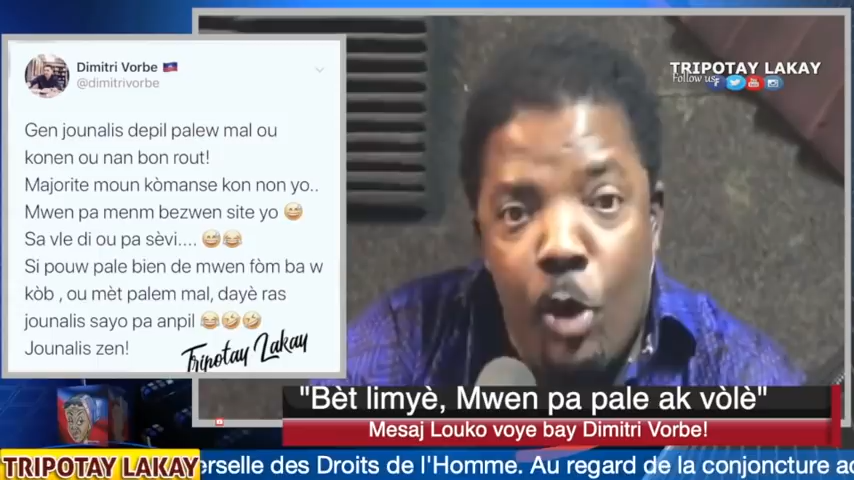 Dimitri Vorbe
@dimitrivorbe
Gen jounalis depil palew mal ou
konen ou nan bon rout!
Majorite moun kòmanse kon non yo..
Mwen pa menm bezwen site yo
Sa vle di ou pa sèvi....
Si pouw pale bien de mwen fòm ba w
kòb , ou mèt palem mal, dayè ras
jounalis sayo pa anpil
Jounalis zen!
Tripotay Lakay
TRIPOTAY LAKAY
Follow us:
"Bèt limyè, Mwen pa pale ak vòlè"
Mesaj Louko voye bay Dimitri Vorbe!
TRIPOTAY LAKAY
erselle des Droits de l'Homme. Au regard de la conjoncture ac